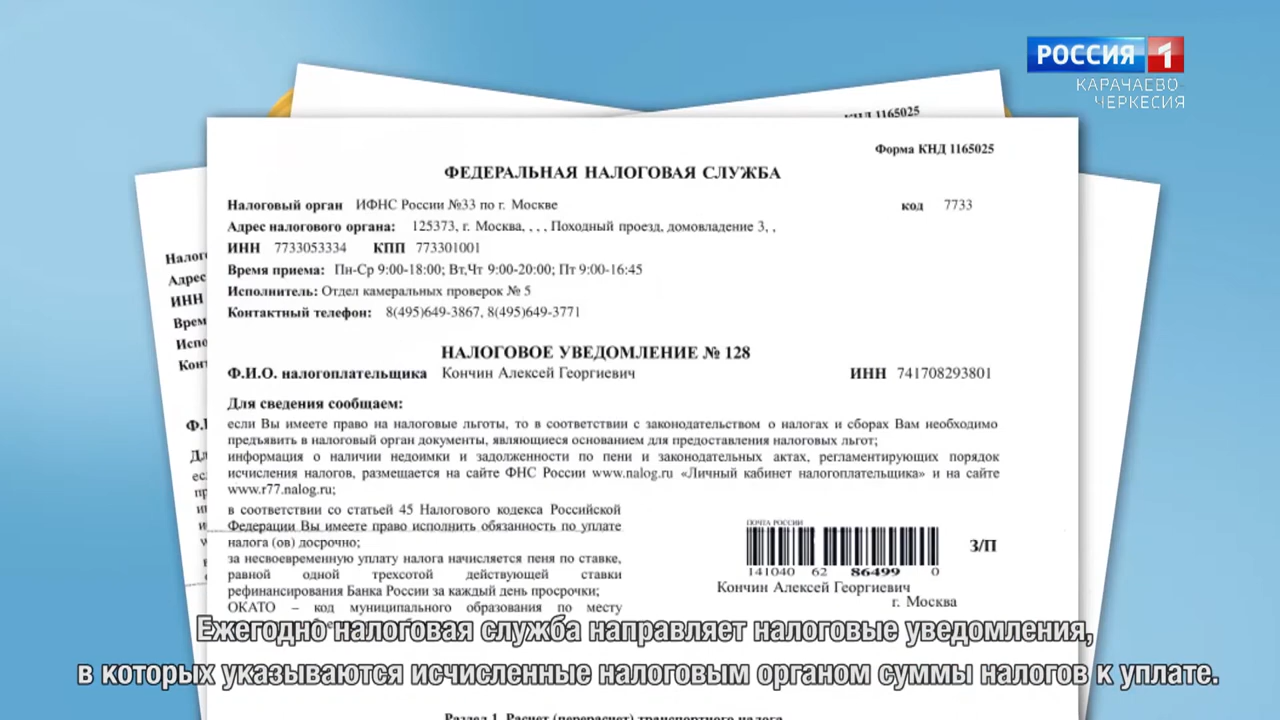 РОССИЯ 1
КАРАЧАЕВО-
ЧЕРКЕСИЯ
КНД 1165025
Форма КНД 1165025
ФЕДЕРАЛЬНАЯ НАЛОГОВАЯ СЛУЖБА
Налоговый орган ИФНС России №33 по г. Москве код 7733
Адрес налогового органа: 125373, г. Москва, , , , Походный проезд, домовладение 3, ,
ИНН 7733053334 КПП 773301001
Время приема: Пн-Ср 9:00-18:00; Вт,Чт 9:00-20:00; Пт 9:00-16:45
Исполнитель: Отдел камеральных проверок № 5
Контактный телефон: 8(495)649-3867, 8(495)649-3771
НАЛОГОВОЕ УВЕДОМЛЕНИЕ № 128
Ф.И.О. налогоплательщика Кончин Алексей Георгиевич ИНН 741708293801
Для сведения сообщаем:
если Вы имеете право на налоговые льготы, то в соответствии с законодательством о налогах и сборах Вам необходимо
предъявить в налоговый орган документы, являющиеся основанием для предоставления налоговых льгот;
информация о наличии недоимки и задолженности по пени и законодательных актах, регламентирующих порядок
исчисления налогов, размещается на сайте ФНС России www.nalog.ru «Личный кабинет налогоплательщика» и на сайте
www.r77.nalog.ru;
в соответствии со статьей 45 Налогового кодекса Российской
Федерации Вы имеете право исполнить обязанность по уплате
налога (ов) досрочно;
за несвоевременную уплату налога начисляется пеня по ставке,
равной одной трехсотой действующей ставки
рефинансирования Банка России за каждый день просрочки;
ОКАТО – код муниципального образования по месту
ПОЧТА РОССИИ
141040 62 86499 0
З/П
Кончин Алексей Георгиевич
г. Москва
Ежегодно налоговая служба направляет налоговые уведомления,
в которых указываются исчисленные налоговым органом суммы налогов к уплате.
Раздел 1. Расчет (перерасчет) транспортного налога